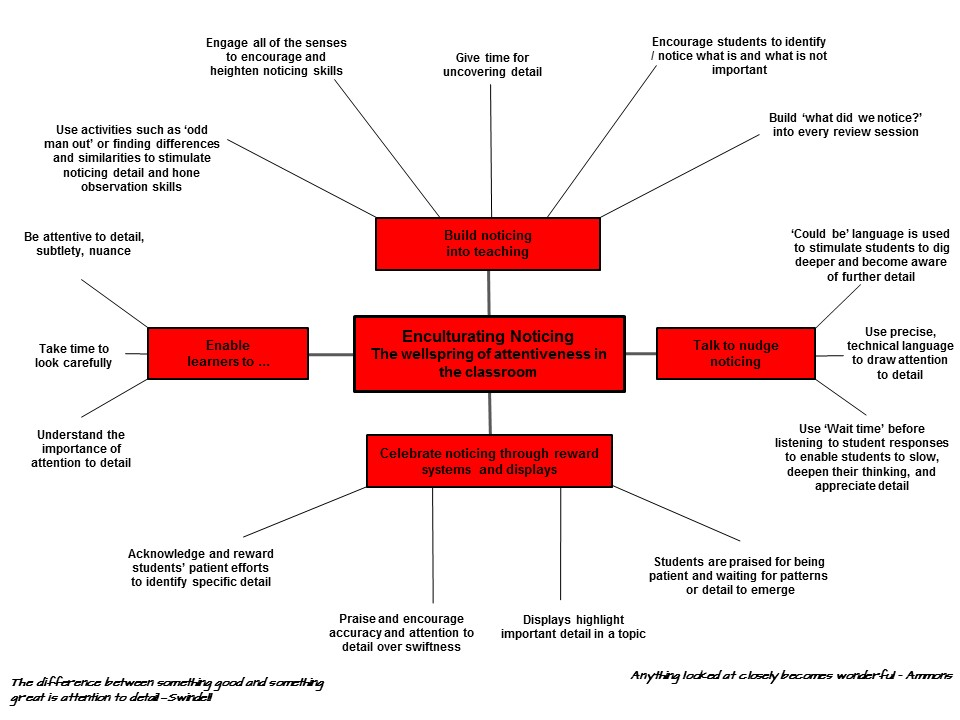 Engage all of the senses
to encourage and
heighten noticing skills
Give time for
uncovering detail
Encourage students to identify
/ notice what is and what is not
important
Use activities such as ‘odd
man out’ or finding differences
and similarities to stimulate
noticing detail and hone
observation skills
Build ‘what did we notice?’
into every review session
Build noticing
into teaching
Be attentive to detail,
subtlety, nuance
Take time to
look carefully
Understand the
importance of
attention to detail
Enable
learners to ...
Enculturating Noticing
The wellspring of attentiveness in
the classroom
Talk to nudge
noticing
‘Could be’ language is used
to stimulate students to dig
deeper and become aware
of further detail
Use precise,
technical language
to draw attention
to detail
Use ‘Wait time’ before
listening to student responses
to enable students to slow,
deepen their thinking, and
appreciate detail
Celebrate noticing through reward
systems and displays
Acknowledge and reward
students’ patient efforts
to identify specific detail
Praise and encourage
accuracy and attention to
detail over swiftness
Displays highlight
important detail in a topic
Students are praised for being
patient and waiting for patterns
or detail to emerge
The difference between something good and something
great is attention to detail – Swindell
Anything looked at closely becomes wonderful - Ammons